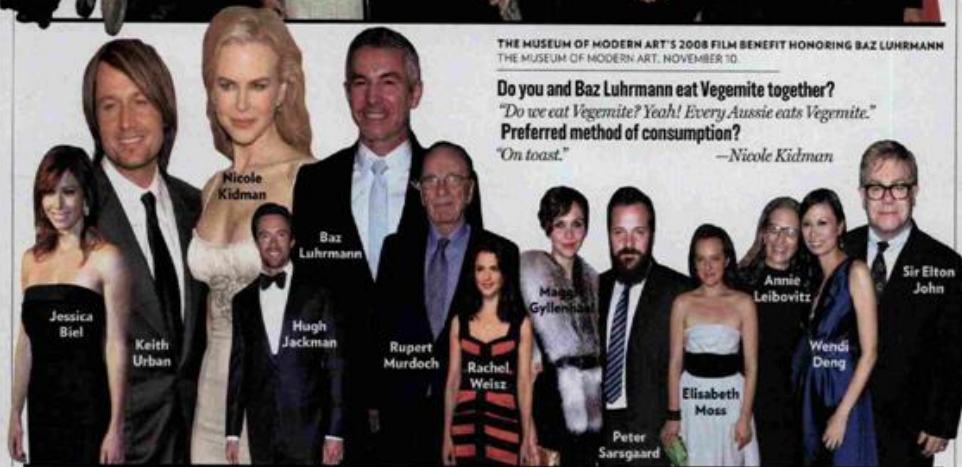 THE MUSEUM OF MODERN ART'S 2008 FILM BENEFIT HONORING BAZ LUHRMANN
THE MUSEUM OF MODERN ART. NOVEMBER 10.
Do you and Baz Luhrmann eat Vegemite together?
"Do we eat Vegemite? Yeah! Every Aussie eats Vegemite."
Preferred method of consumption?
"On toast." —Nicole Kidman
Jessica
Biel
Keith
Urban
Nicole
Kidman
Hugh
Jackman
Baz
Luhrmann
Rupert
Murdoch
Rachel
Weisz
Maggie
Gyllenhaal
Peter
Sarsgaard
Elisabeth
Moss
Annie
Leibovitz
Wendi
Deng
Sir Elton
John